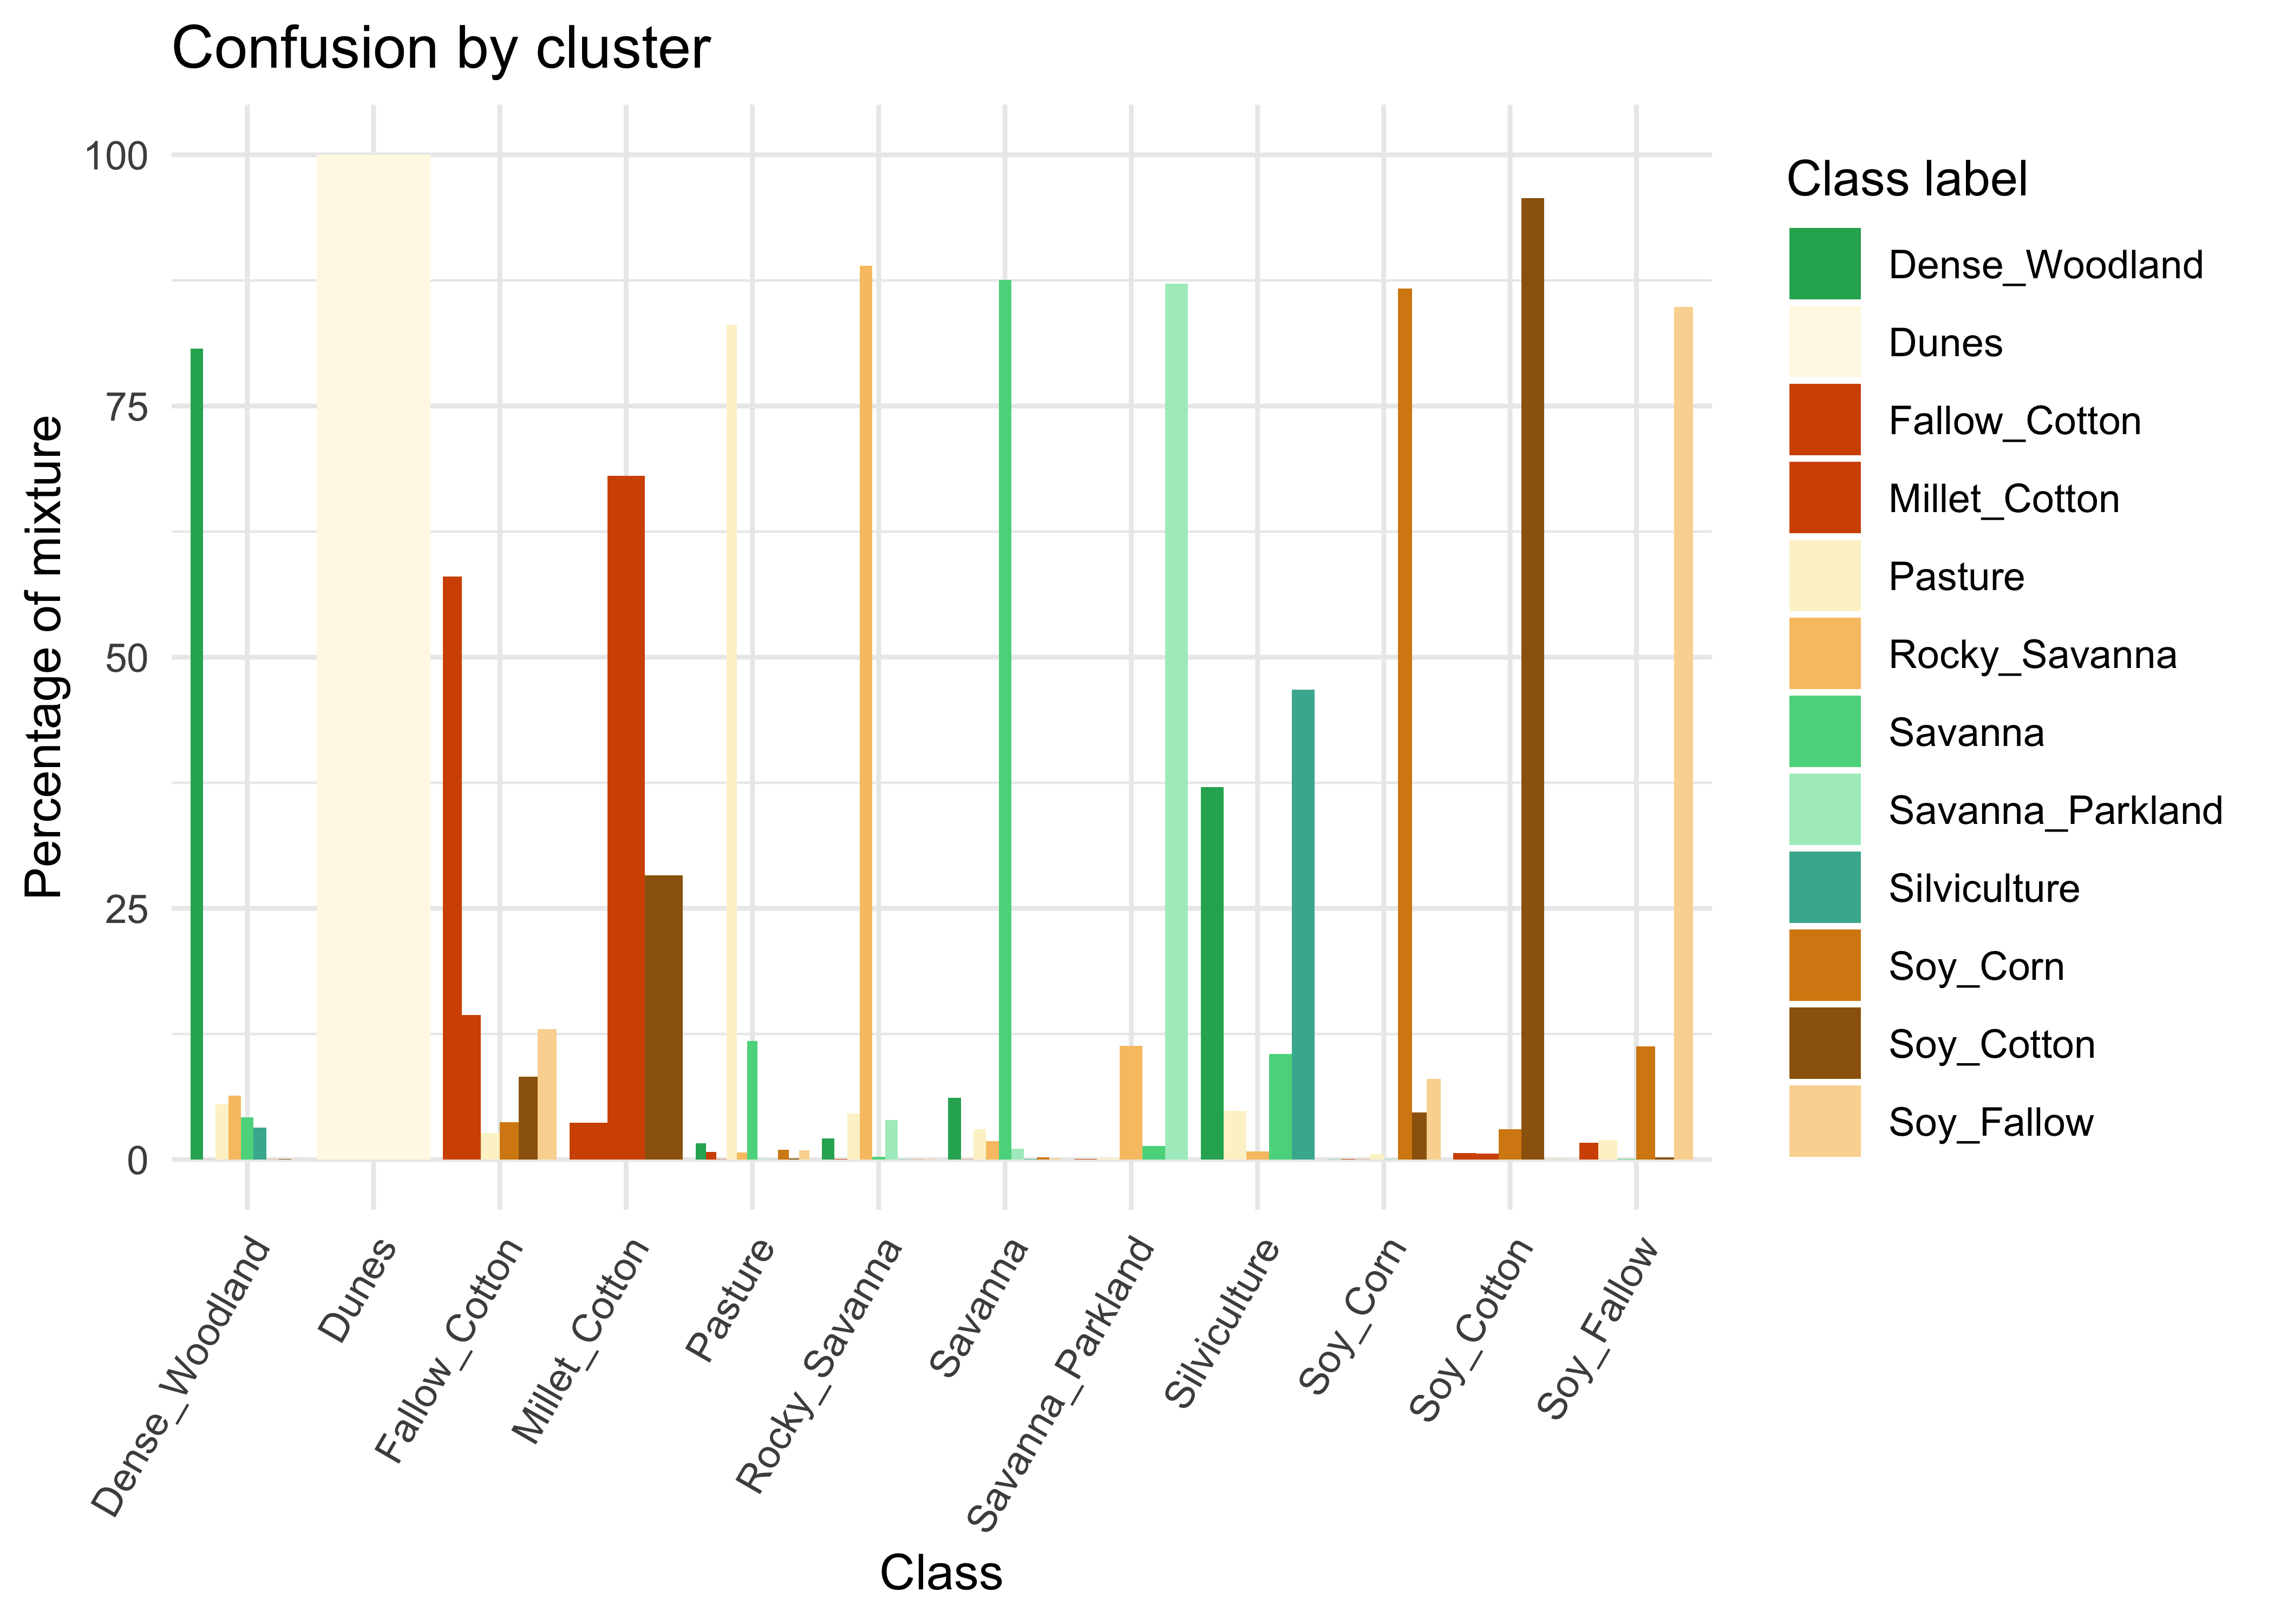 Confusion by cluster
Percentage of mixture
100
75
50
25
0
Dense_Woodland
Dunes
Fallow_Cotton
Millet_Cotton
Pasture
Rocky_Savanna
Savanna
Savanna_Parkland
Silviculture
Soy_Corn
Soy_Cotton
Soy_Fallow
Class
Class label
Dense_Woodland
Dunes
Fallow_Cotton
Millet_Cotton
Pasture
Rocky_Savanna
Savanna
Savanna_Parkland
Silviculture
Soy_Corn
Soy_Cotton
Soy_Fallow